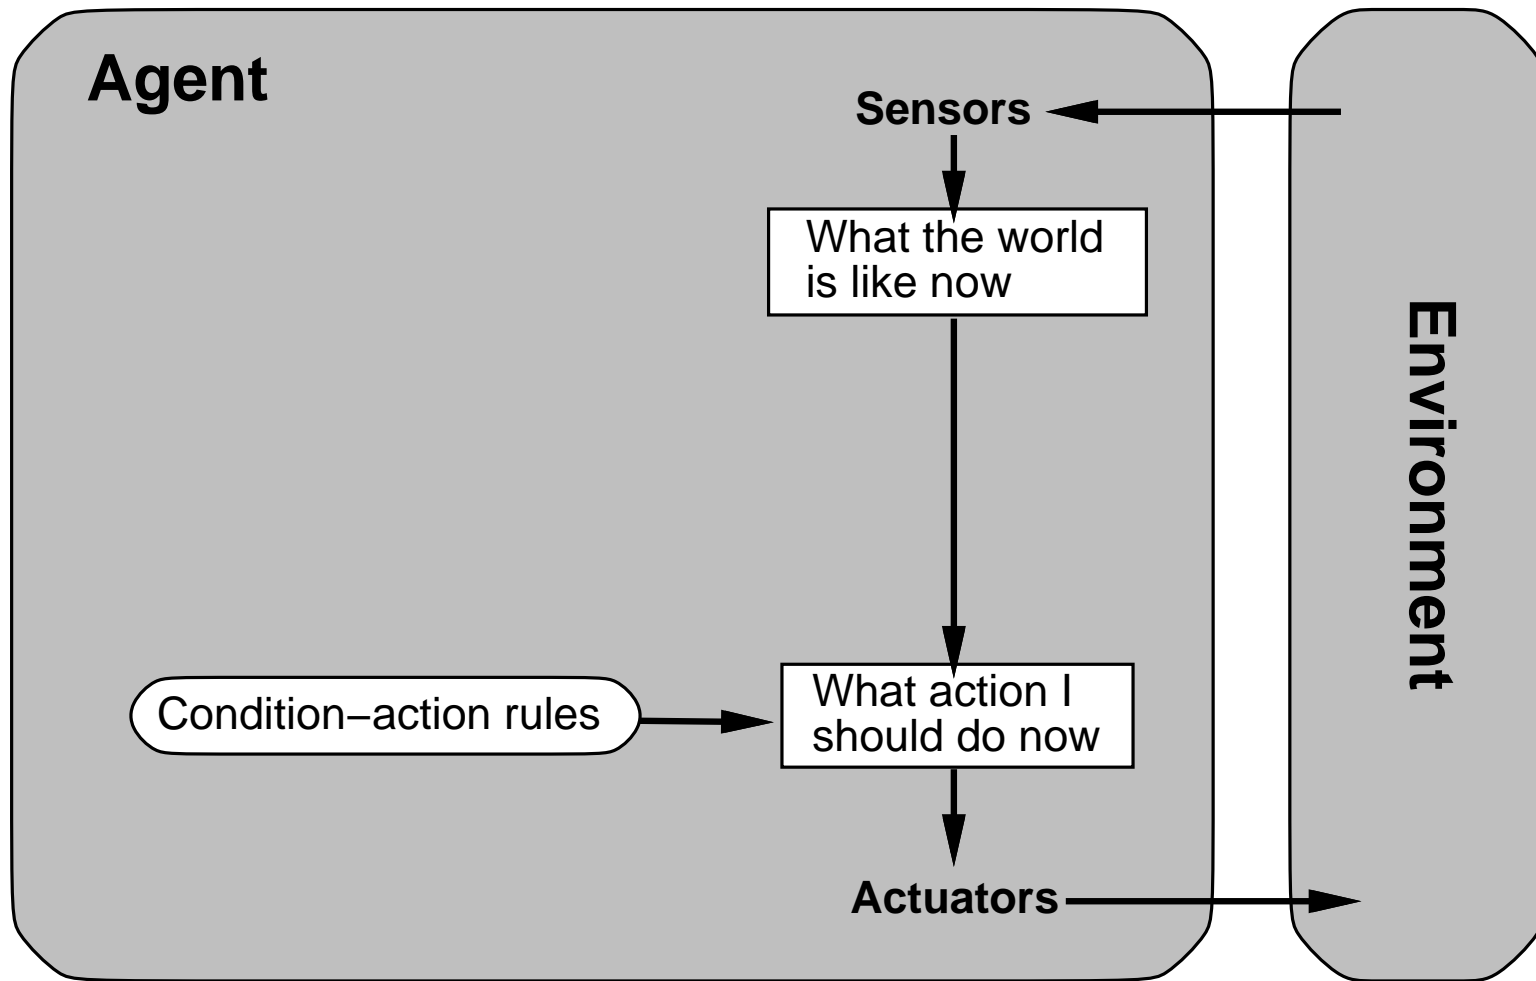 Agent
Sensors
What the world
is like now
Environment
Condition–action rules
What action I
should do now
Actuators